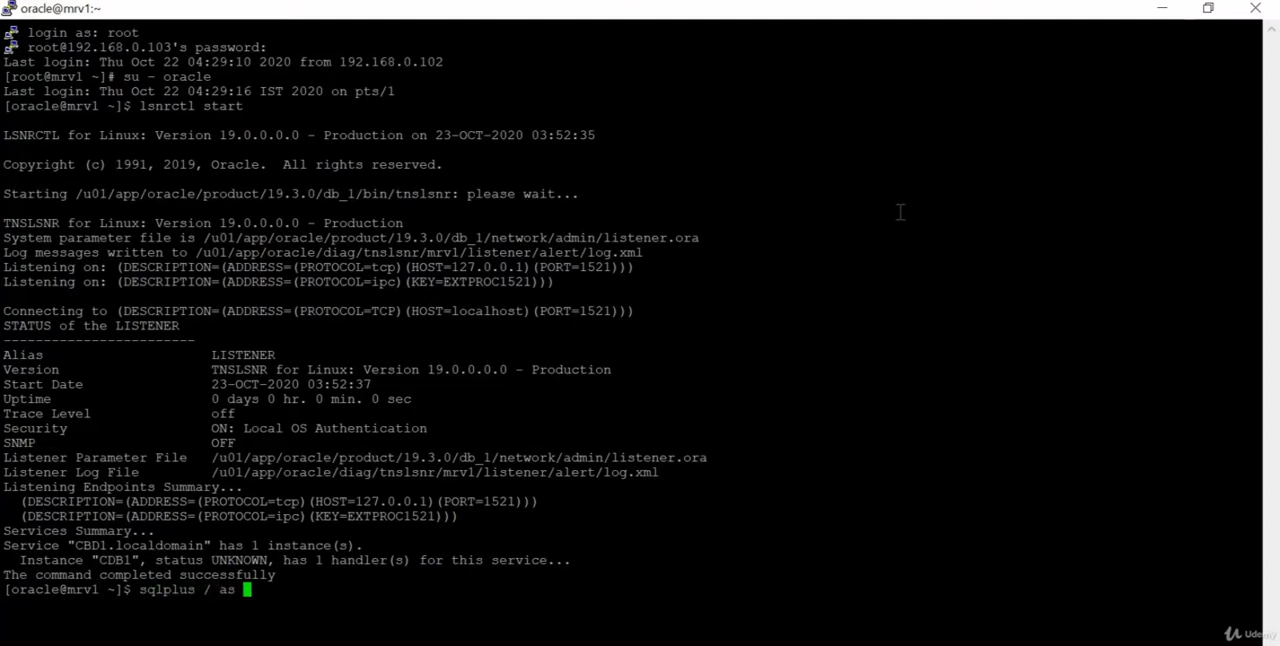 oracle@mrv1:~
login as: root
root@192.168.0.103's password:
Last login: Thu Oct 22 04:29:10 2020 from 192.168.0.102
[root@mrv1 ~]# su - oracle
Last login: Thu Oct 22 04:29:16 IST 2020 on pts/1
[oracle@mrv1 ~]$ lsnrctl start
LSNRCTL for Linux: Version 19.0.0.0.0 - Production on 23-OCT-2020 03:52:35
Copyright (c) 1991, 2019, Oracle.  All rights reserved.
Starting /u01/app/oracle/product/19.3.0/db_1/bin/tnslsnr: please wait...
TNSLSNR for Linux: Version 19.0.0.0.0 - Production
System parameter file is /u01/app/oracle/product/19.3.0/db_1/network/admin/listener.ora
Log messages written to /u01/app/oracle/diag/tnslsnr/mrv1/listener/alert/log.xml
Listening on: (DESCRIPTION=(ADDRESS=(PROTOCOL=tcp)(HOST=127.0.0.1)(PORT=1521)))
Listening on: (DESCRIPTION=(ADDRESS=(PROTOCOL=ipc)(KEY=EXTPROC1521)))
Connecting to (DESCRIPTION=(ADDRESS=(PROTOCOL=TCP)(HOST=localhost)(PORT=1521)))
STATUS of the LISTENER
------------------------
Alias                     LISTENER
Version                   TNSLSNR for Linux: Version 19.0.0.0.0 - Production
Start Date                23-OCT-2020 03:52:37
Uptime                    0 days 0 hr. 0 min. 0 sec
Trace Level               off
Security                  ON: Local OS Authentication
SNMP                      OFF
Listener Parameter File   /u01/app/oracle/product/19.3.0/db_1/network/admin/listener.ora
Listener Log File         /u01/app/oracle/diag/tnslsnr/mrv1/listener/alert/log.xml
Listening Endpoints Summary...
  (DESCRIPTION=(ADDRESS=(PROTOCOL=tcp)(HOST=127.0.0.1)(PORT=1521)))
  (DESCRIPTION=(ADDRESS=(PROTOCOL=ipc)(KEY=EXTPROC1521)))
Services Summary...
Service "CBD1.localdomain" has 1 instance(s).
  Instance "CDB1", status UNKNOWN, has 1 handler(s) for this service...
The command completed successfully
[oracle@mrv1 ~]$ sqlplus / as
Udemy